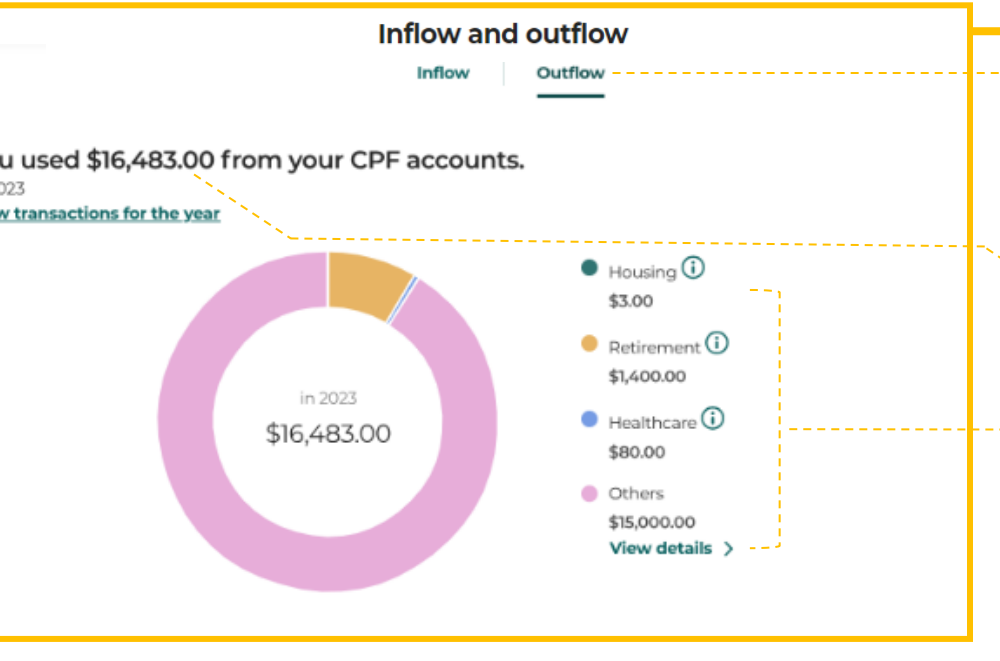 Inflow and outflow
Inflow
Outflow
u used $16,483.00 from your CPF accounts.
023
w transactions for the year
Housing
$3.00
Retirement
$1,400.00
in 2023
$16,483.00
Healthcare
$80.00
Others
$15,000.00
View details